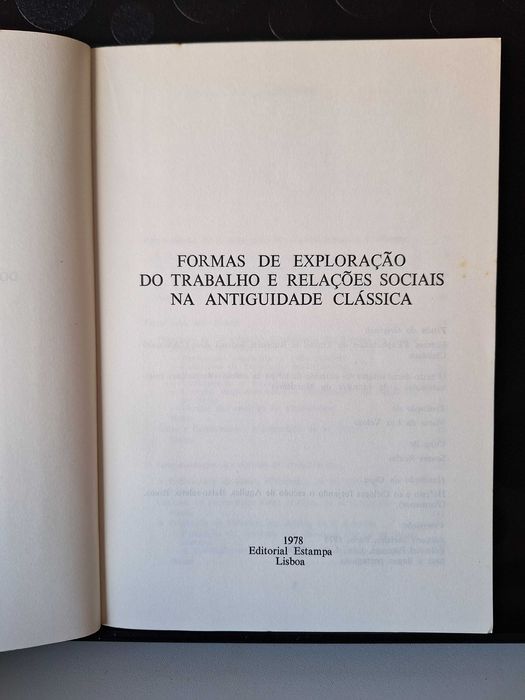 FORMAS DE EXPLORAÇÃO
DO TRABALHO E RELAÇÕES SOCIAIS
NA ANTIGUIDADE CLÁSSICA
1978
Editorial Estampa
Lisboa